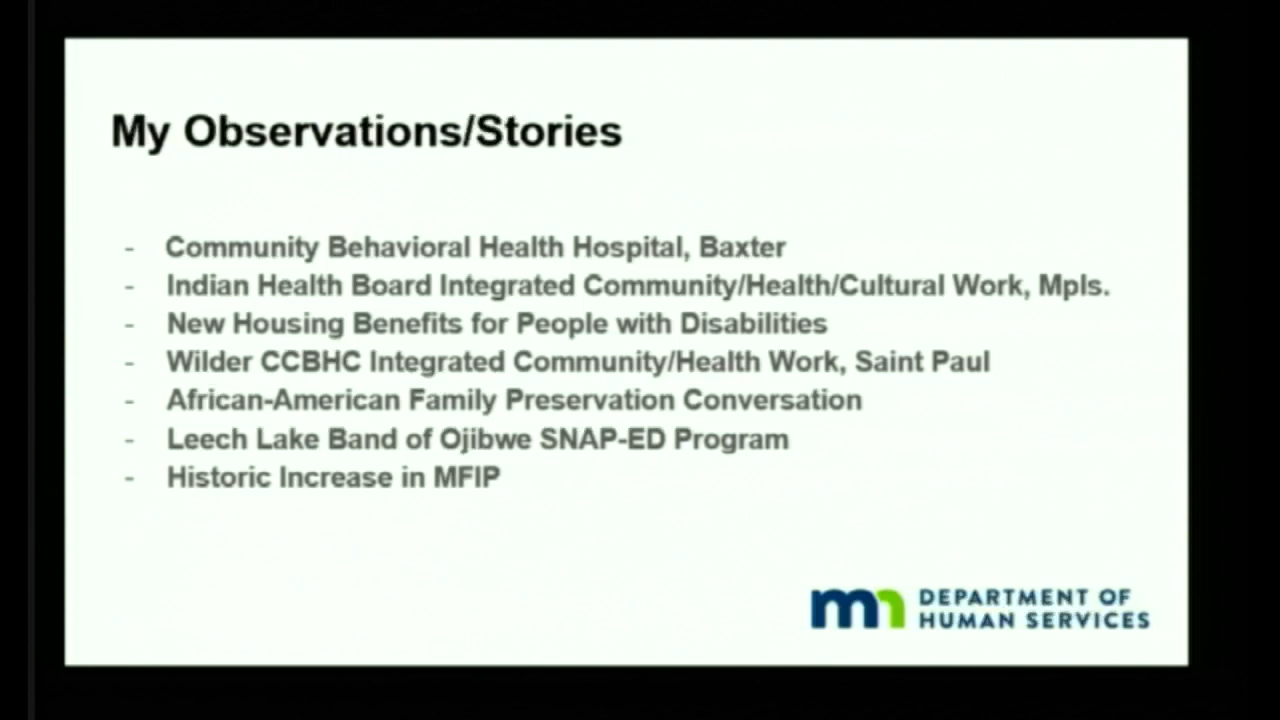 My Observations/Stories
- Community Behavioral Health Hospital, Baxter
- Indian Health Board Integrated Community/Health/Cultural Work, Mpls.
- New Housing Benefits for People with Disabilities
- Wilder CCBHC Integrated Community/Health Work, Saint Paul
- African-American Family Preservation Conversation
- Leech Lake Band of Ojibwe SNAP-ED Program
- Historic Increase in MFIP
mn DEPARTMENT OF
HUMAN SERVICES